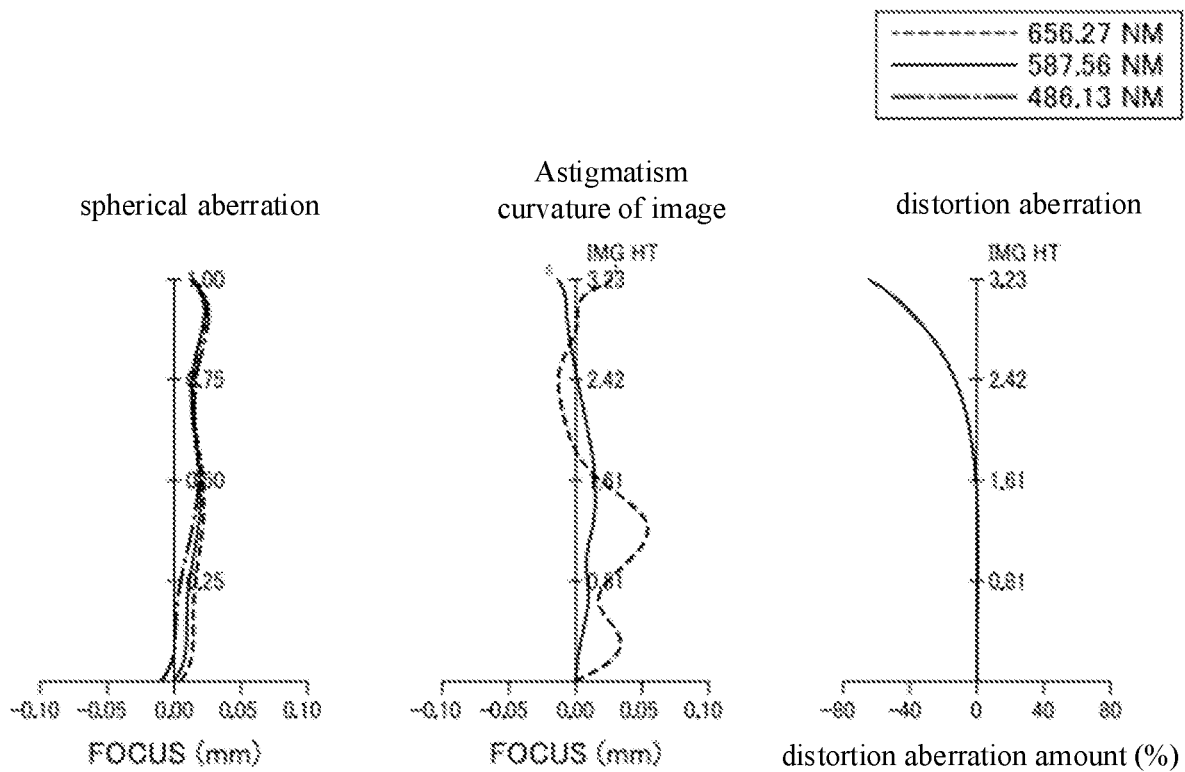 656.27 NM
587.56 NM
486.13 NM
spherical aberration
Astigmatism
curvature of image
distortion aberration
IMG HT
IMG HT
1.00
3.23
3.23
0.75
2.42
2.42
0.50
1.61
1.61
0.25
0.81
0.81
-0.10 -0.05 0.00 0.05 0.10
-0.10 -0.05 0.00 0.05 0.10
-80 -40 0 40 80
FOCUS (mm)
FOCUS (mm)
distortion aberration amount (%)